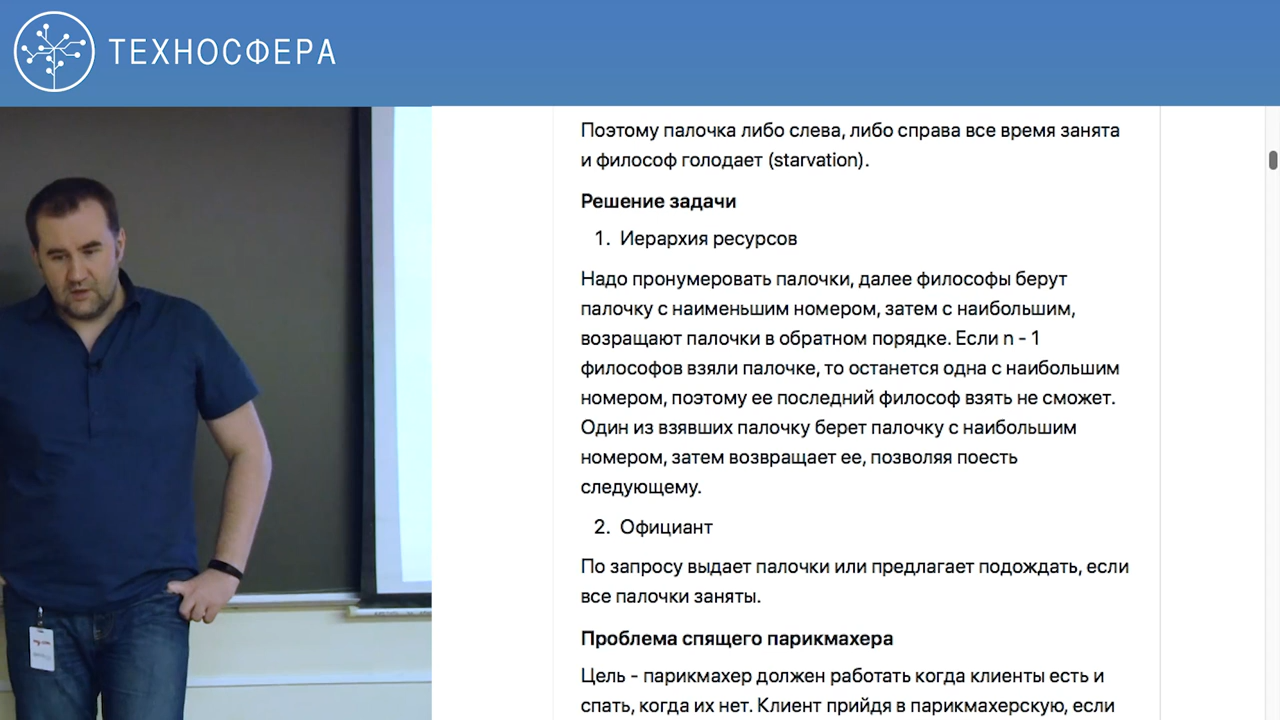 ТЕХНОСФЕРА
Поэтому палочка либо слева, либо справа все время занята
и философ голодает (starvation).
Решение задачи
1. Иерархия ресурсов
Надо пронумеровать палочки, далее философы берут
палочку с наименьшим номером, затем с наибольшим,
возращают палочки в обратном порядке. Если n - 1
философов взяли палочке, то останется одна с наибольшим
номером, поэтому ее последний философ взять не сможет.
Один из взявших палочку берет палочку с наибольшим
номером, затем возвращает ее, позволяя поесть
следующему.
2. Официант
По запросу выдает палочки или предлагает подождать, если
все палочки заняты.
Проблема спящего парикмахера
Цель - парикмахер должен работать когда клиенты есть и
спать, когда их нет. Клиент прийдя в парикмахерскую, если